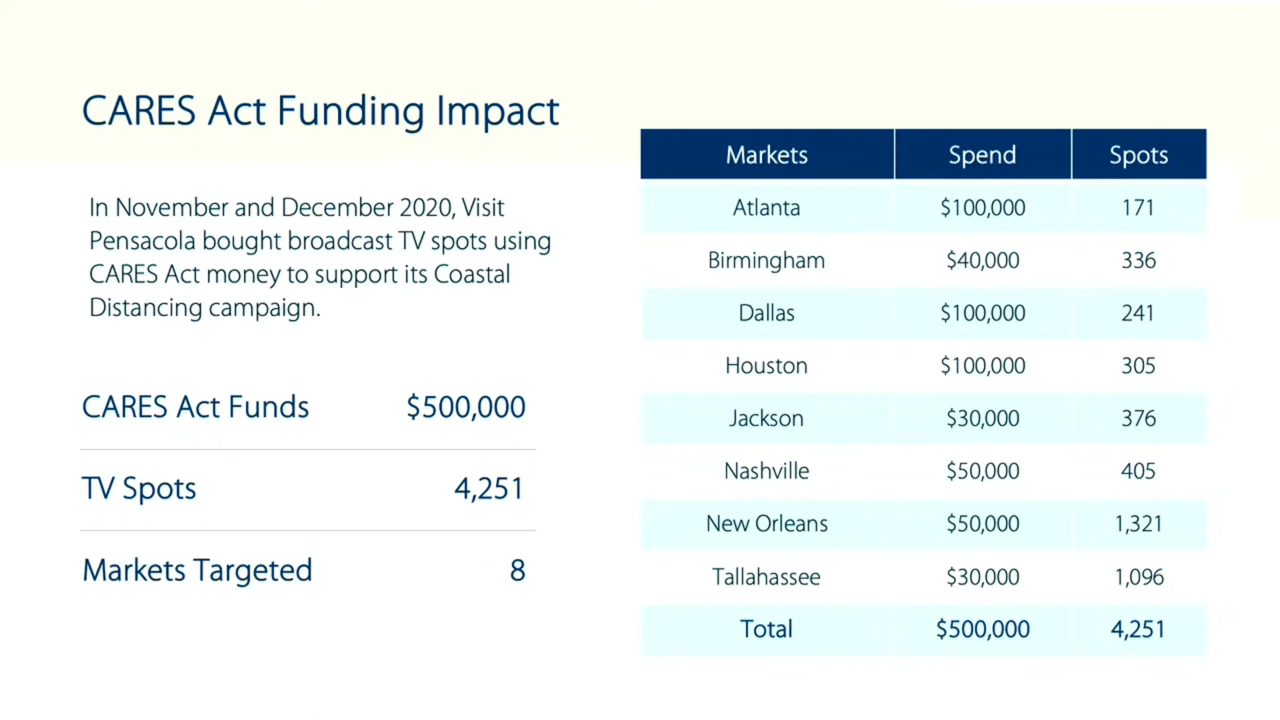 CARES Act Funding Impact
In November and December 2020, Visit
Pensacola bought broadcast TV spots using
CARES Act money to support its Coastal
Distancing campaign.
CARES Act Funds $500,000
TV Spots 4,251
Markets Targeted 8
Markets Spend Spots
Atlanta $100,000 171
Birmingham $40,000 336
Dallas $100,000 241
Houston $100,000 305
Jackson $30,000 376
Nashville $50,000 405
New Orleans $50,000 1,321
Tallahassee $30,000 1,096
Total $500,000 4,251